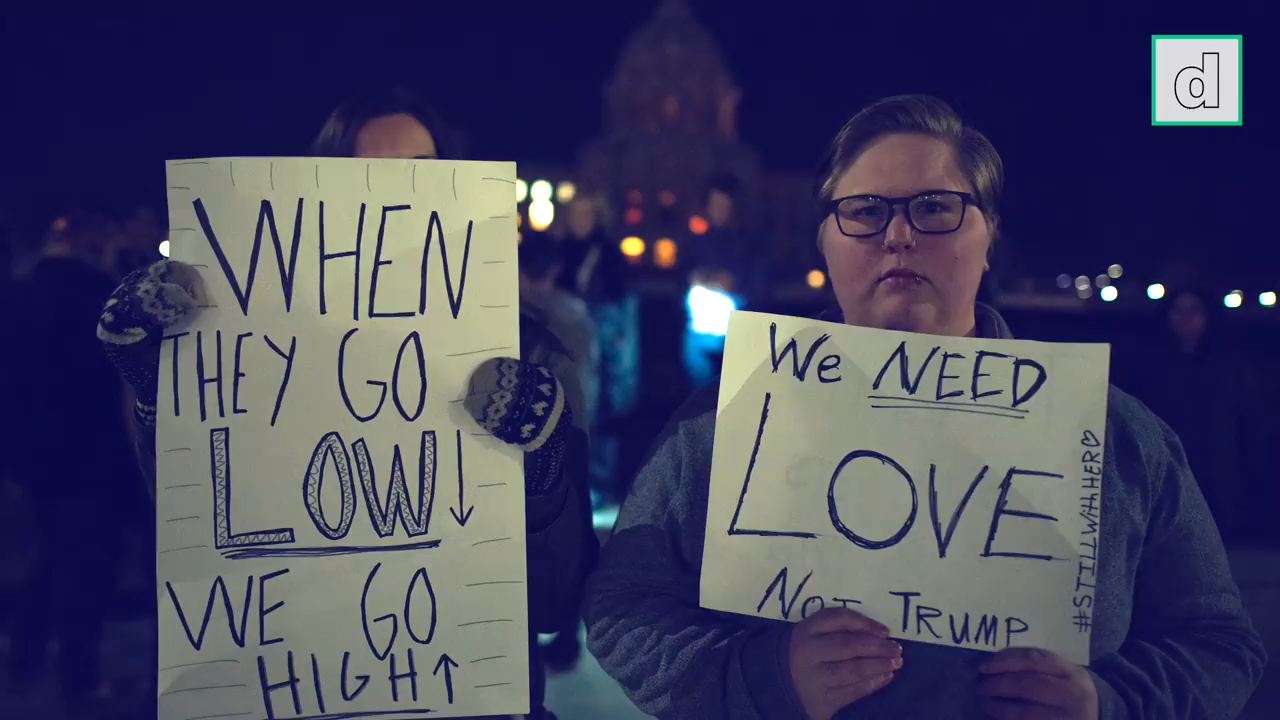 WHEN
THEY GO
LOW ↓
WE GO
HIGH ↑
We NEED
LOVE
NOT TRUMP
#STILLWITHHER♡
d